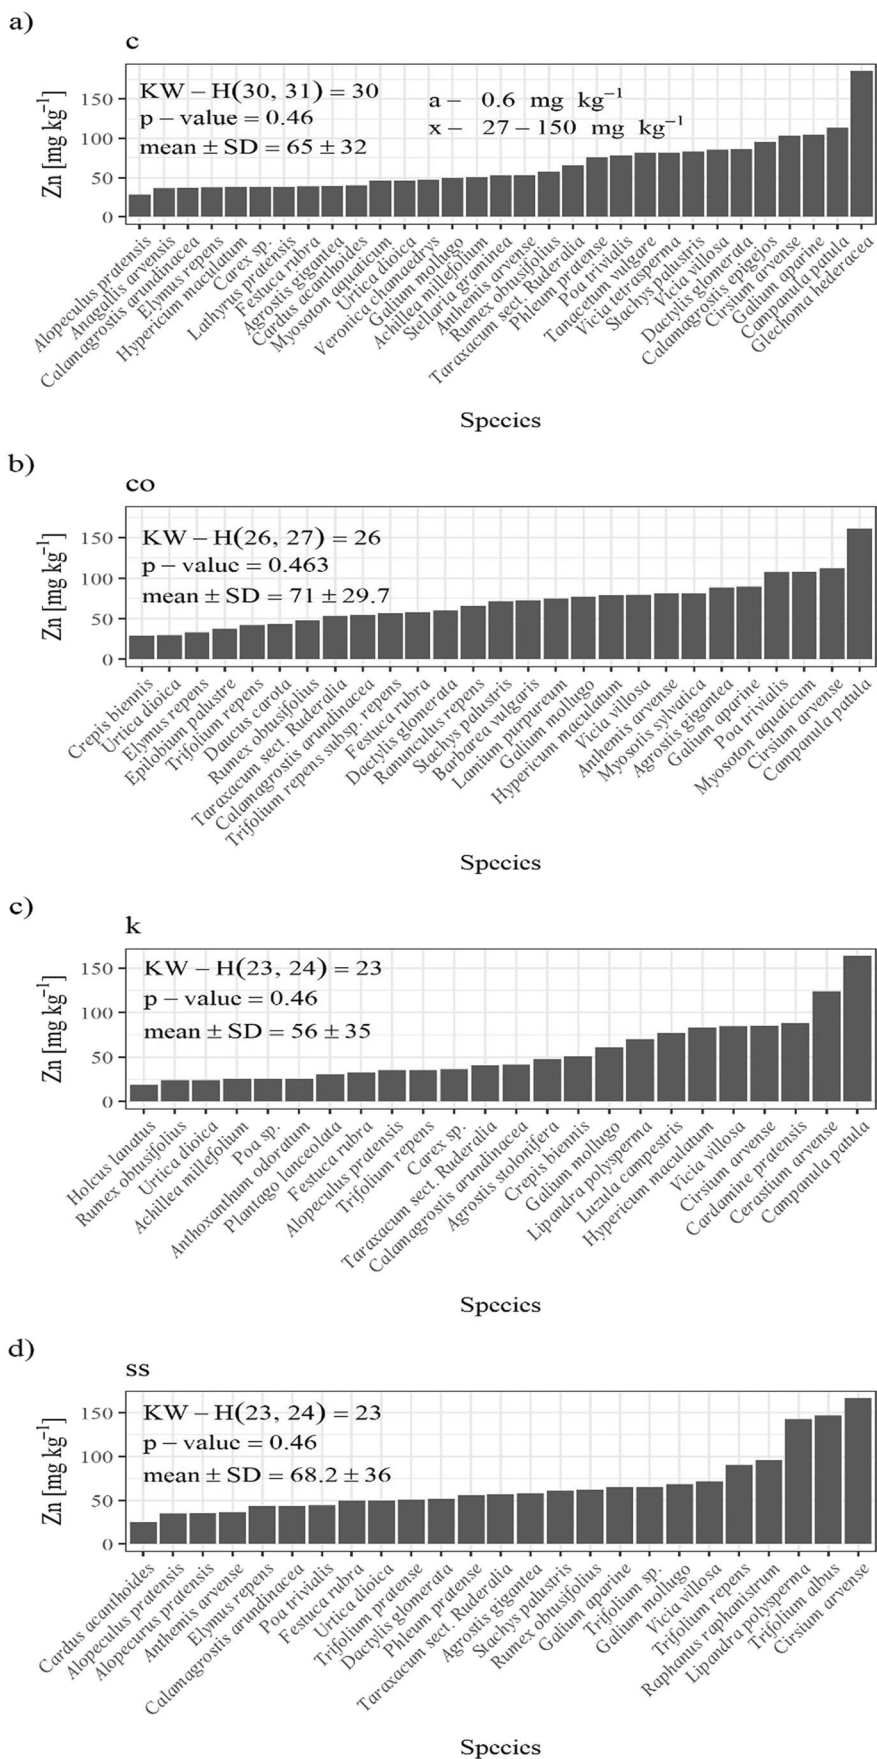 a)
c
KW – H(30, 31) = 30
p – value = 0.46
mean ± SD = 65 ± 32
a – 0.6 mg kg⁻¹
x – 27 – 150 mg kg⁻¹
Zn [mg kg⁻¹]
150
100
50
0
Alopeculus pratensis
Anagallis arvensis
Calamagrostis arundinacea
Elymus repens
Hypericum maculatum
Carex sp.
Lathyrus pratensis
Festuca rubra
Agrostis gigantea
Cardus acanthoides
Myosoton aquaticum
Urtica dioica
Veronica chamaedrys
Galium mollugo
Achillea millefolium
Stellaria graminea
Anthemis arvense
Rumex obtusifolius
Taraxacum sect. Ruderalia
Phleum pratense
Poa trivialis
Tanacetum vulgare
Vicia tetrasperma
Stachys palustris
Vicia villosa
Dactylis glomerata
Calamagrostis epigejos
Cirsium arvense
Galium aparine
Campanula patula
Glechoma hederacea
Species
b)
co
KW – H(26, 27) = 26
p – value = 0.463
mean ± SD = 71 ± 29.7
Zn [mg kg⁻¹]
150
100
50
0
Crepis biennis
Urtica dioica
Elymus repens
Epilobium palustre
Trifolium repens
Daucus carota
Rumex obtusifolius
Taraxacum sect. Ruderalia
Calamagrostis arundinacea
Trifolium repens subsp. repens
Festuca rubra
Dactylis glomerata
Ranunculus repens
Stachys palustris
Barbarea vulgaris
Lamium purpureum
Galium mollugo
Hypericum maculatum
Vicia villosa
Anthemis arvense
Myosotis sylvatica
Agrostis gigantea
Galium aparine
Poa trivialis
Myosoton aquaticum
Cirsium arvense
Campanula patula
Species
c)
k
KW – H(23, 24) = 23
p – value = 0.46
mean ± SD = 56 ± 35
Zn [mg kg⁻¹]
150
100
50
0
Holcus lanatus
Rumex obtusifolius
Urtica dioica
Achillea millefolium
Poa sp.
Anthoxanthum odoratum
Plantago lanceolata
Festuca rubra
Alopeculus pratensis
Trifolium repens
Carex sp.
Taraxacum sect. Ruderalia
Calamagrostis arundinacea
Agrostis stolonifera
Crepis biennis
Galium mollugo
Lipandra polysperma
Luzula campestris
Hypericum maculatum
Vicia villosa
Cirsium arvense
Cardamine pratensis
Cerastium arvense
Campanula patula
Species
d)
ss
KW – H(23, 24) = 23
p – value = 0.46
mean ± SD = 68.2 ± 36
Zn [mg kg⁻¹]
150
100
50
0
Cardus acanthoides
Alopeculus pratensis
Alopecurus pratensis
Anthemis arvense
Elymus repens
Calamagrostis arundinacea
Poa trivialis
Festuca rubra
Urtica dioica
Trifolium pratense
Dactylis glomerata
Phleum pratense
Taraxacum sect. Ruderalia
Agrostis gigantea
Stachys palustris
Rumex obtusifolius
Galium aparine
Trifolium sp.
Galium mollugo
Vicia villosa
Trifolium repens
Raphanus raphanistrum
Lipandra polysperma
Trifolium albus
Cirsium arvense
Species